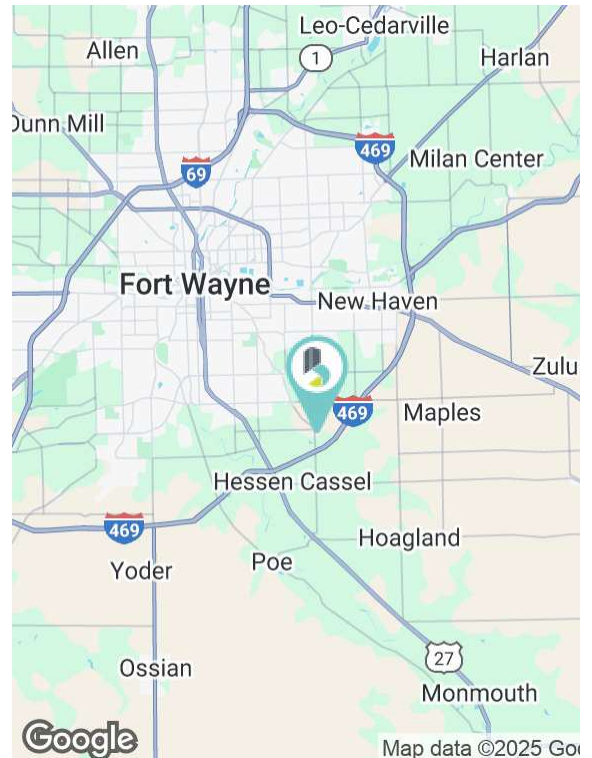 Leo-Cedarville
Allen
1
Harlan
Dunn Mill
469
Milan Center
69
Fort Wayne
New Haven
Zulu
469
Maples
Hessen Cassel
469
Hoagland
Poe
Yoder
27
Ossian
Monmouth
Google
Map data ©2025 Goo